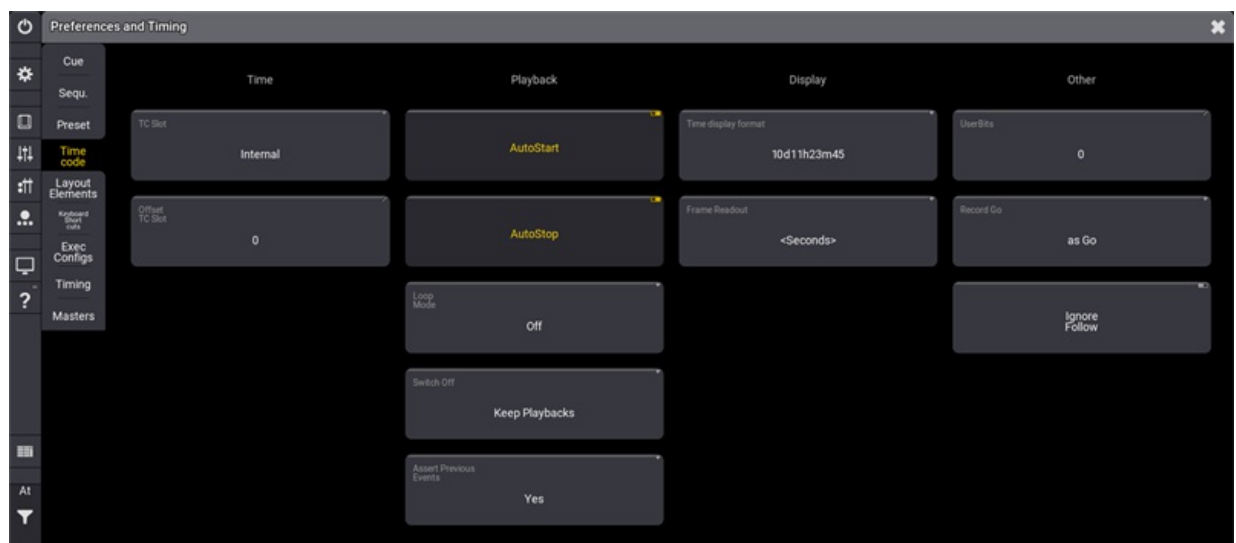 Preferences and Timing
Cue
Sequ.
Preset
Time
code
Layout
Elements
Keyboard
Short
cuts
Exec
Configs
Timing
Masters
?
At
Time
Playback
Display
Other
TC Slot
Internal
AutoStart
Time display format
10d11h23m45
UserBits
0
Offset
TC Slot
0
AutoStop
Frame Readout
<Seconds>
Record Go
as Go
Loop
Mode
Off
Ignore
Follow
Switch Off
Keep Playbacks
Assert Previous
Events
Yes